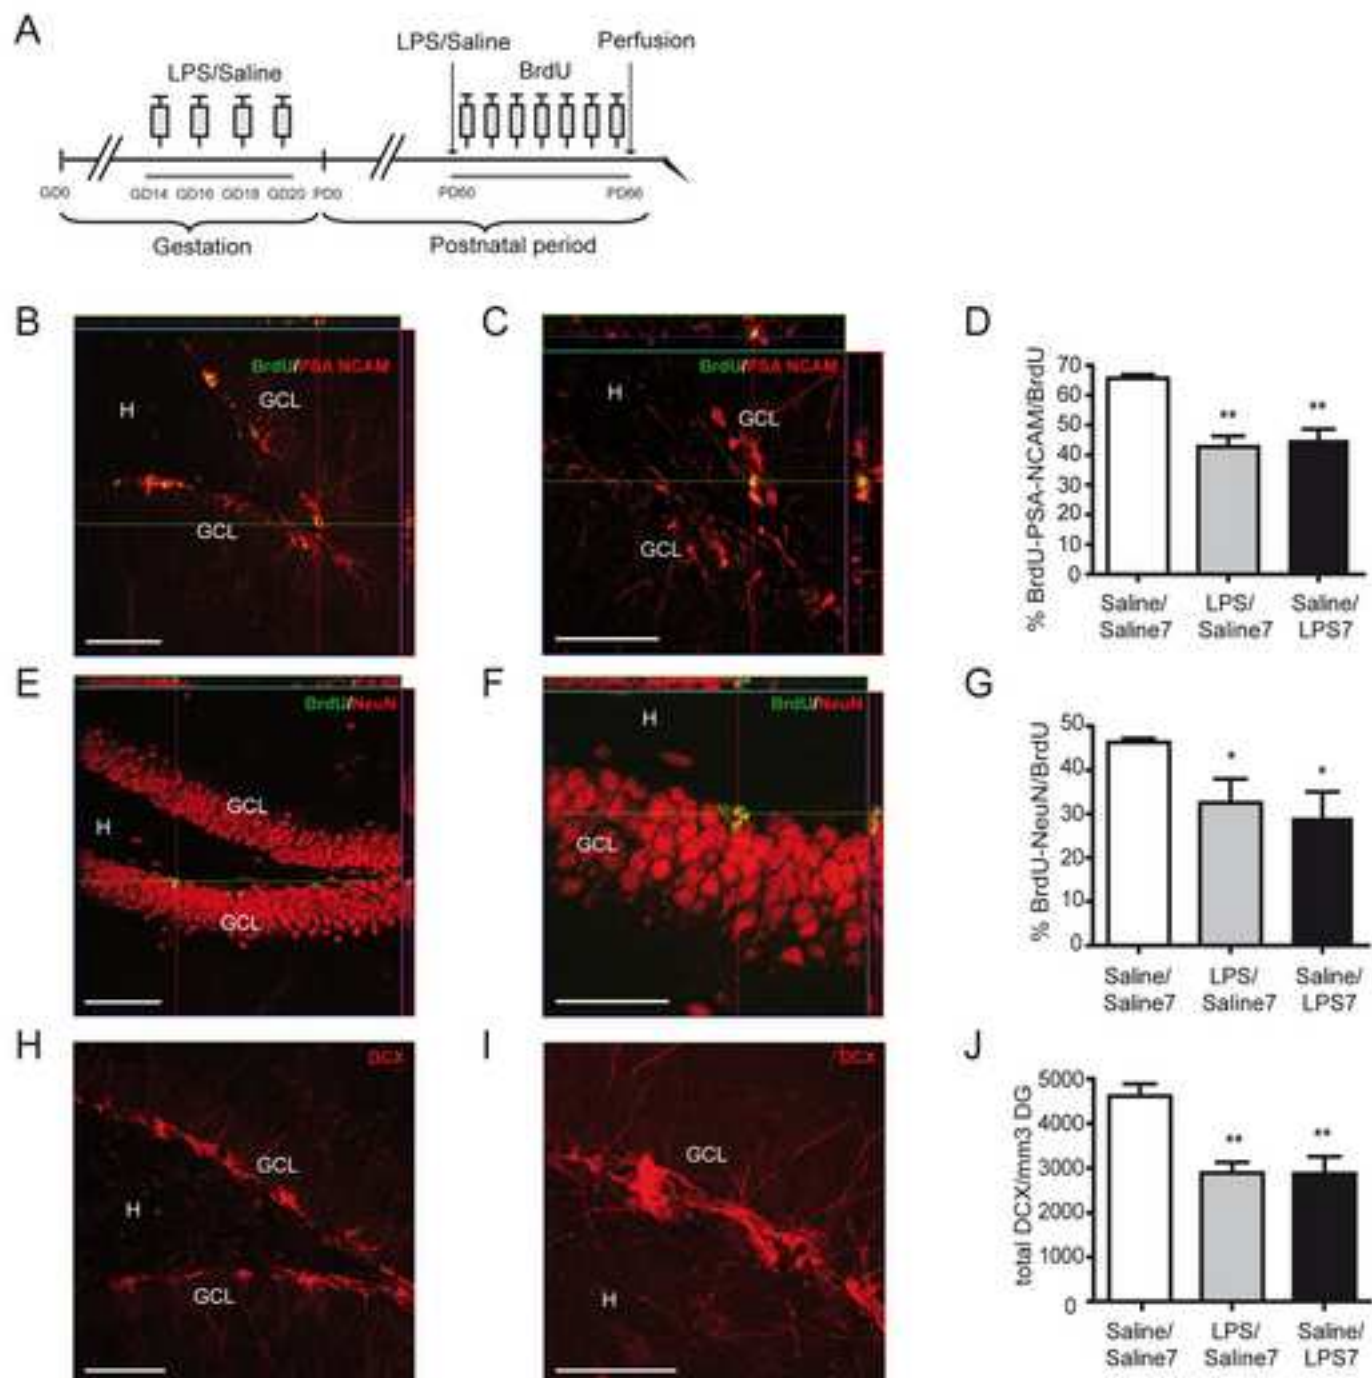 A
LPS/Saline
LPS/Saline
Perfusion
BrdU
GD0
GD14 GD16 GD18 GD20 PD0
PD60
PD66
Gestation
Postnatal period
B
BrdU/PSA NCAM
H
GCL
GCL
C
BrdU/PSA NCAM
H
GCL
GCL
D
% BrdU-PSA-NCAM/BrdU
70
60
50
40
30
20
10
0
**
**
Saline/
Saline7
LPS/
Saline7
Saline/
LPS7
E
BrdU/NeuN
GCL
H
GCL
F
BrdU/NeuN
H
GCL
G
% BrdU-NeuN/BrdU
50
40
30
20
10
0
*
*
Saline/
Saline7
LPS/
Saline7
Saline/
LPS7
H
DCX
GCL
H
GCL
I
DCX
GCL
H
J
total DCX/mm3 DG
5000
4000
3000
2000
1000
0
**
**
Saline/
Saline7
LPS/
Saline7
Saline/
LPS7